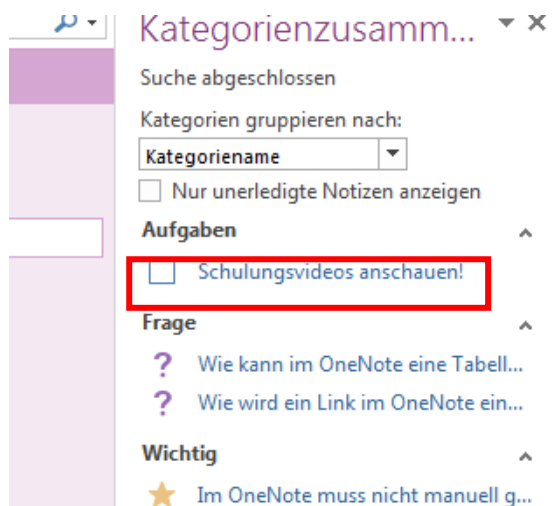 Kategorienzusamm...
Suche abgeschlossen
Kategorien gruppieren nach:
Kategoriename
Nur unerledigte Notizen anzeigen
Aufgaben
Schulungsvideos anschauen!
Frage
? Wie kann im OneNote eine Tabell...
? Wie wird ein Link im OneNote ein...
Wichtig
Im OneNote muss nicht manuell g...